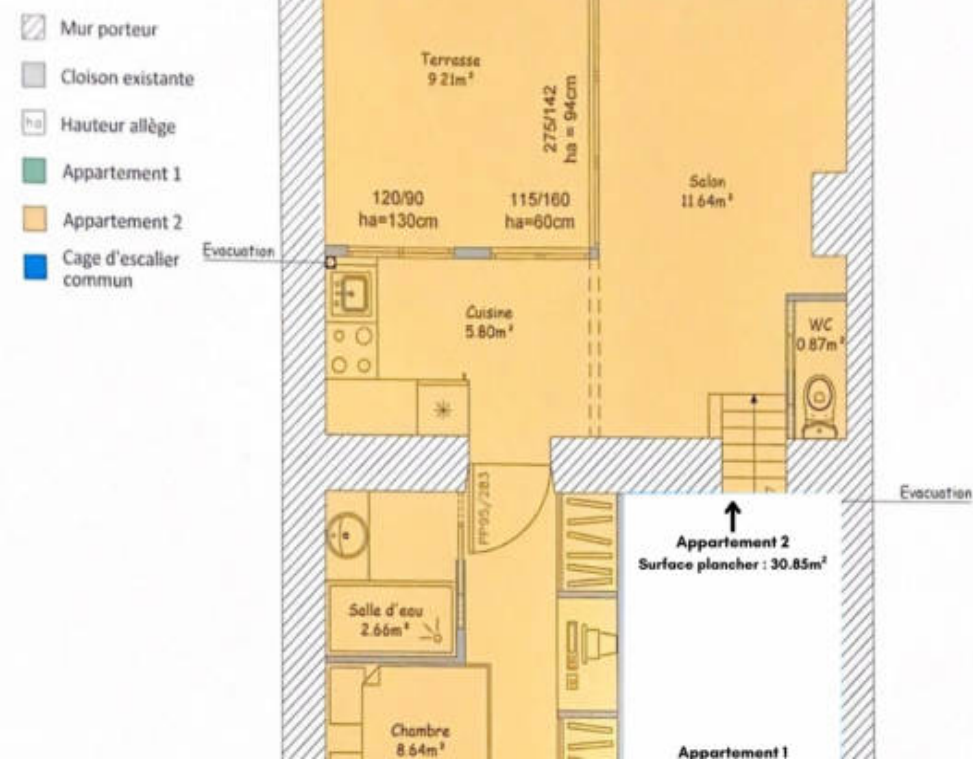 Mur porteur
Cloison existante
ha
Hauteur allège
Appartement 1
Appartement 2
Cage d'escalier
commun
Evacuation
Terrasse
9.21m²
275/142
ha = 94cm
120/90
ha=130cm
115/160
ha=60cm
Salon
11.64m²
Cuisine
5.80m²
WC
0.87m²
PP95/283
7
Evacuation
Appartement 2
Surface plancher : 30.85m²
Salle d'eau
2.66m²
Chambre
8.64m²
Appartement 1